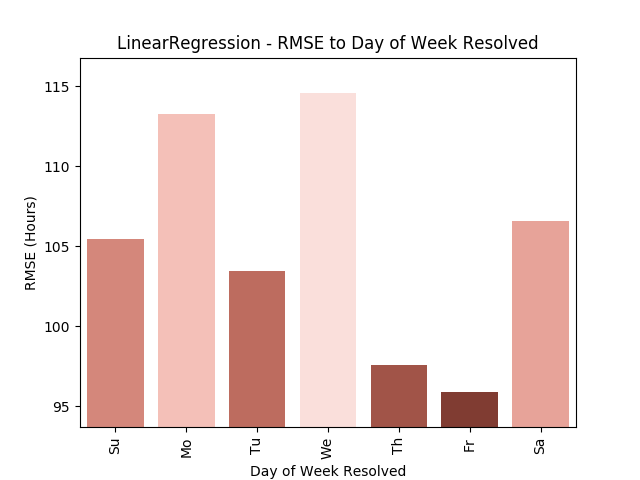 LinearRegression - RMSE to Day of Week Resolved
RMSE (Hours)
115
110
105
100
95
Su
Mo
Tu
We
Th
Fr
Sa
Day of Week Resolved